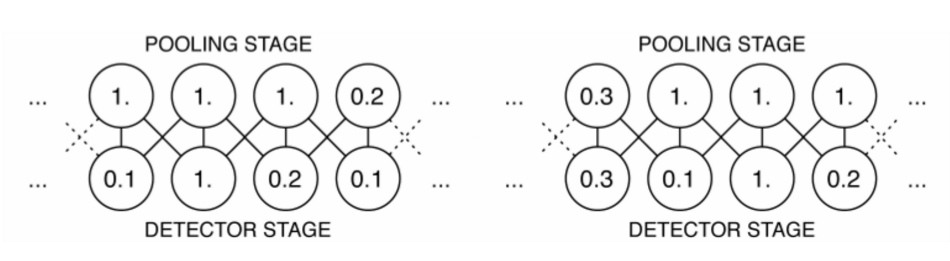 POOLING STAGE
... 1. 1. 1. 0.2 ...
... 0.1 1. 0.2 0.1 ...
DETECTOR STAGE
POOLING STAGE
... 0.3 1. 1. 1. ...
... 0.3 0.1 1. 0.2 ...
DETECTOR STAGE